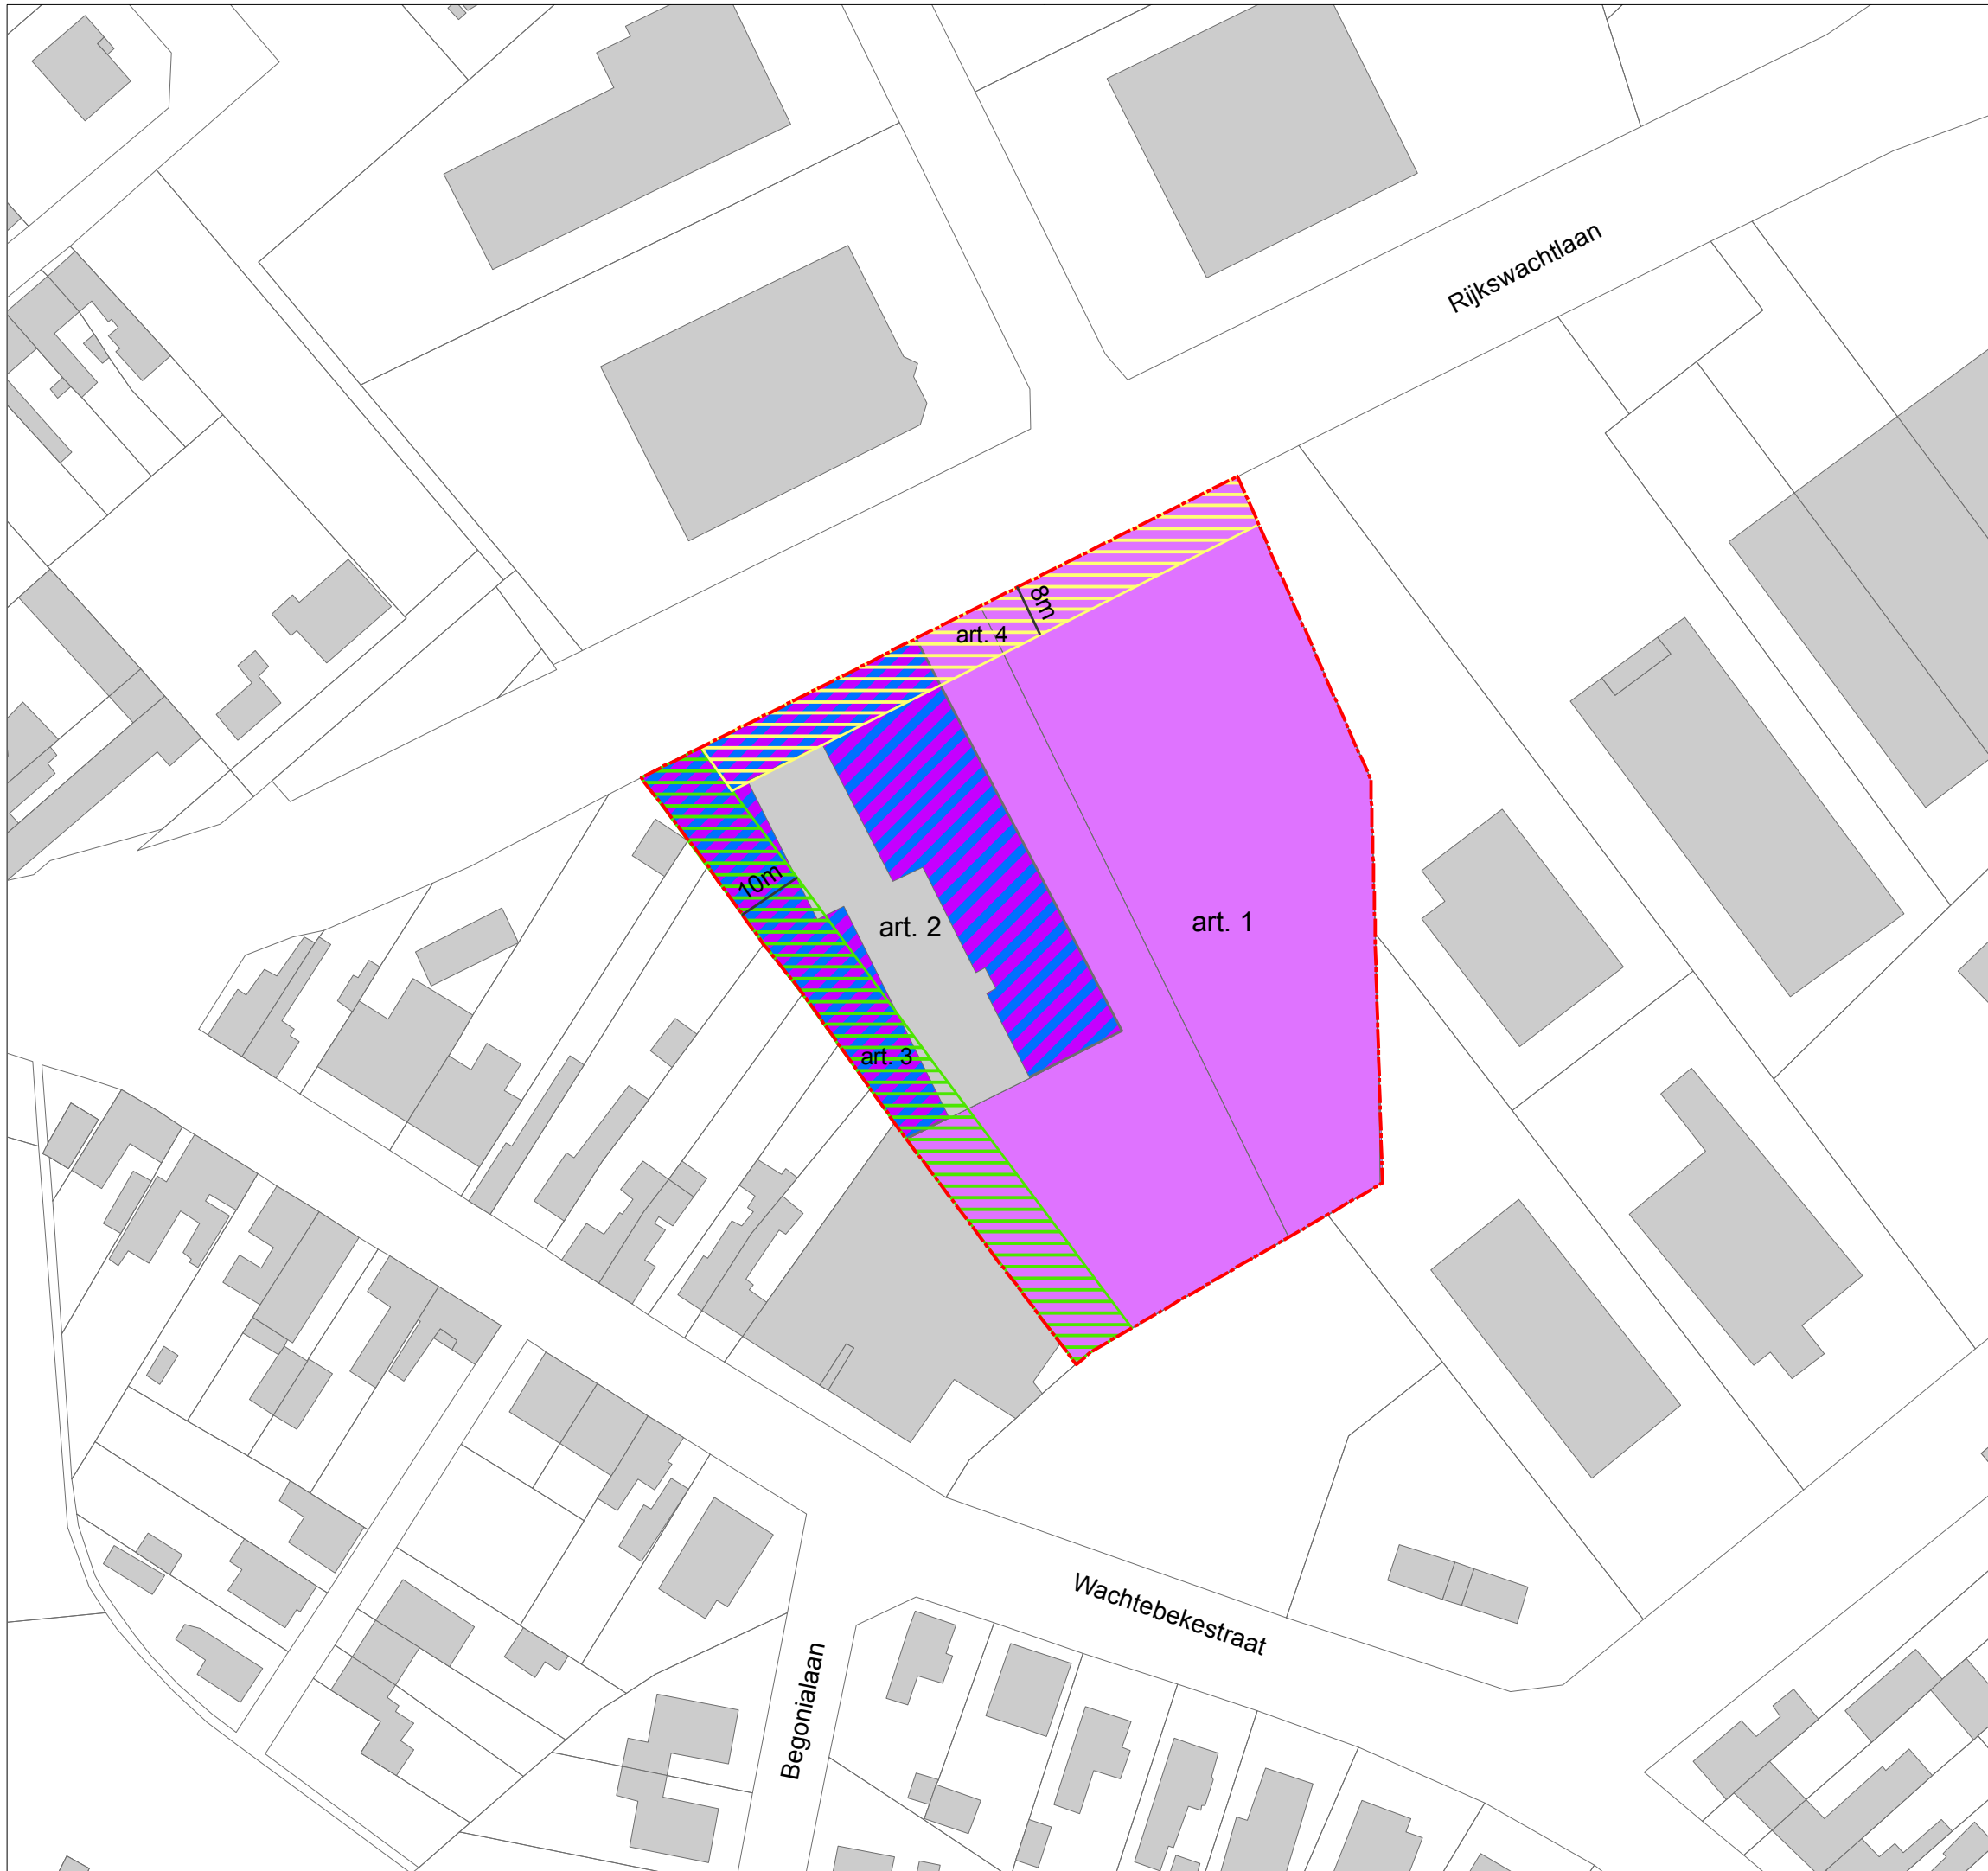 Rijkswachtlaan
8m
art. 4
10m
art. 2
art. 1
art. 3
Wachtebekestraat
Begonialaan